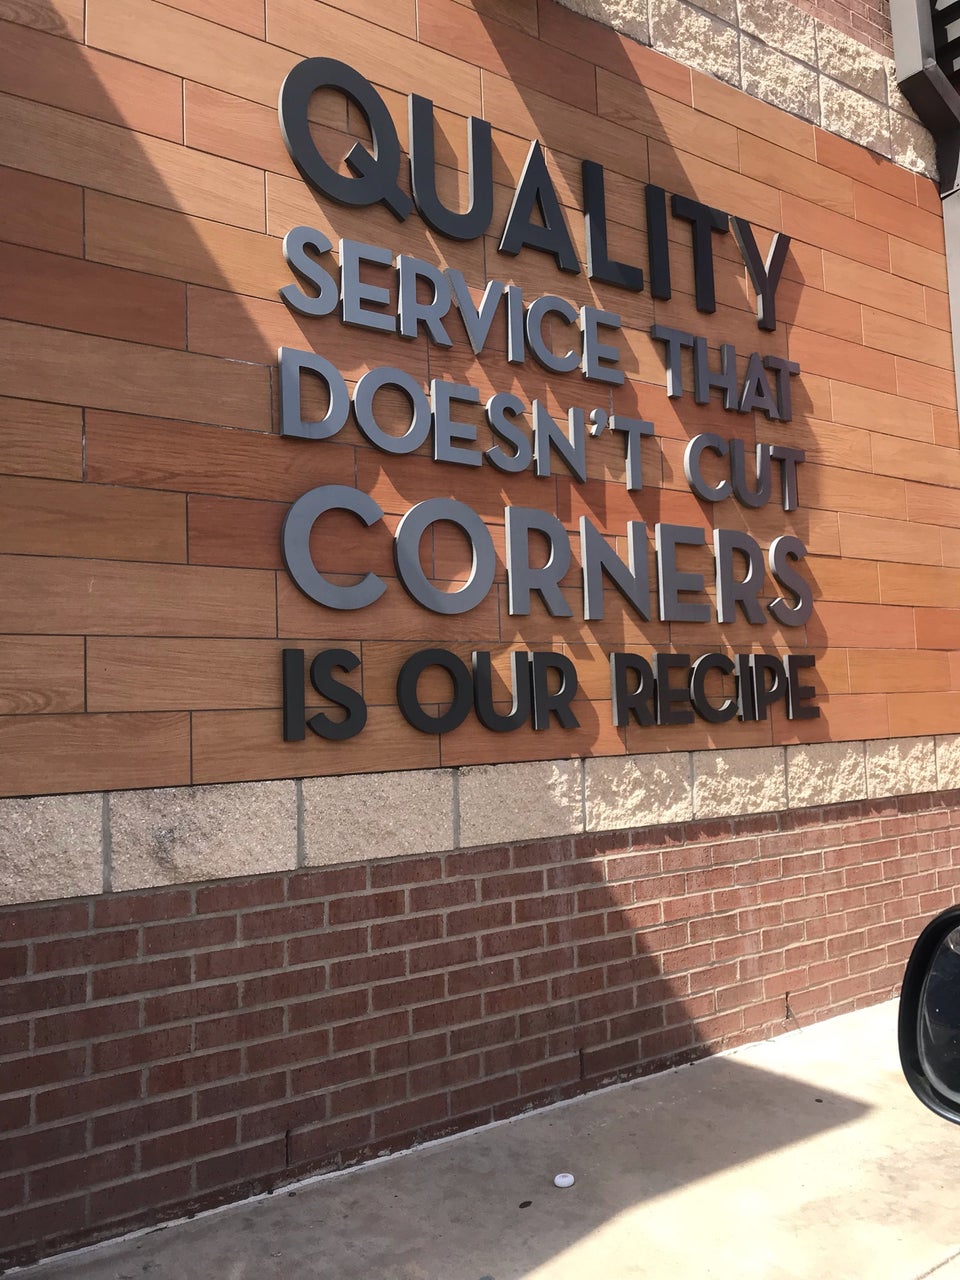 QUALITY
SERVICE THAT
DOESN'T CUT
CORNERS
IS OUR RECIPE